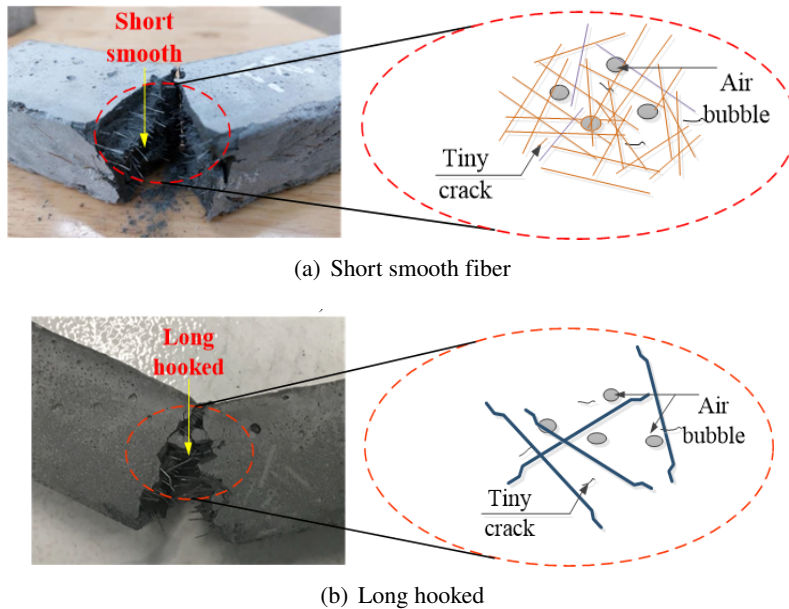 Short
smooth
Air
bubble
Tiny
crack
(a) Short smooth fiber
Long
hooked
Air
bubble
Tiny
crack
(b) Long hooked